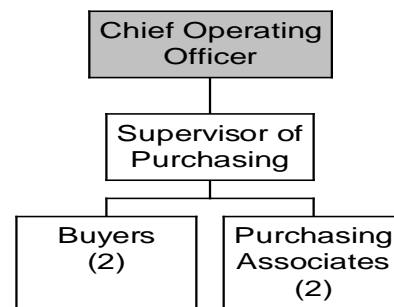 Chief Operating
Officer
Supervisor of
Purchasing
Buyers
(2)
Purchasing
Associates
(2)